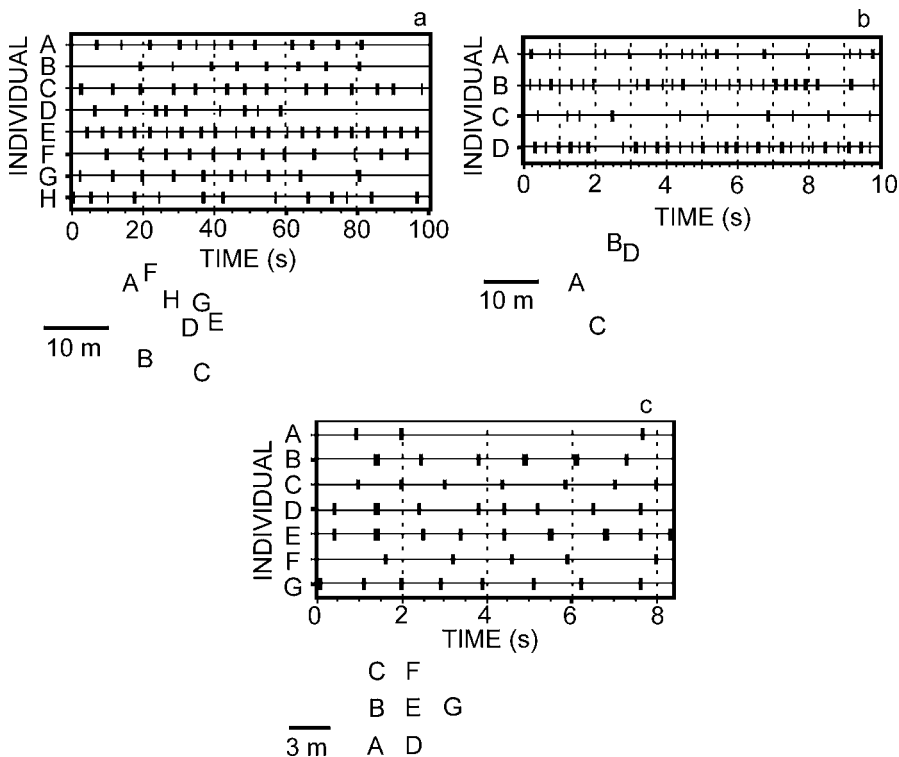 a
INDIVIDUAL
A
B
C
D
E
F
G
H
0 20 40 60 80 100
TIME (s)
A F
H G
D E
B
C
10 m
b
INDIVIDUAL
A
B
C
D
0 2 4 6 8 10
TIME (s)
B D
A
C
10 m
c
INDIVIDUAL
A
B
C
D
E
F
G
0 2 4 6 8
TIME (s)
C F
B E G
A D
3 m